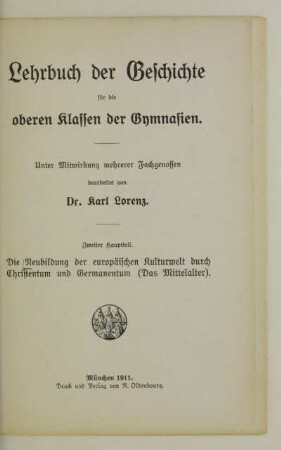 Lehrbuch der Geschichte
für die
oberen Klassen der Gymnasien.
Unter Mitwirkung mehrerer Fachgenossen
bearbeitet von
Dr. Karl Lorenz.
Zweiter Hauptteil.
Die Neubildung der europäischen Kulturwelt durch
Christentum und Germanentum (Das Mittelalter).
München 1911.
Druck und Verlag von R. Oldenbourg.